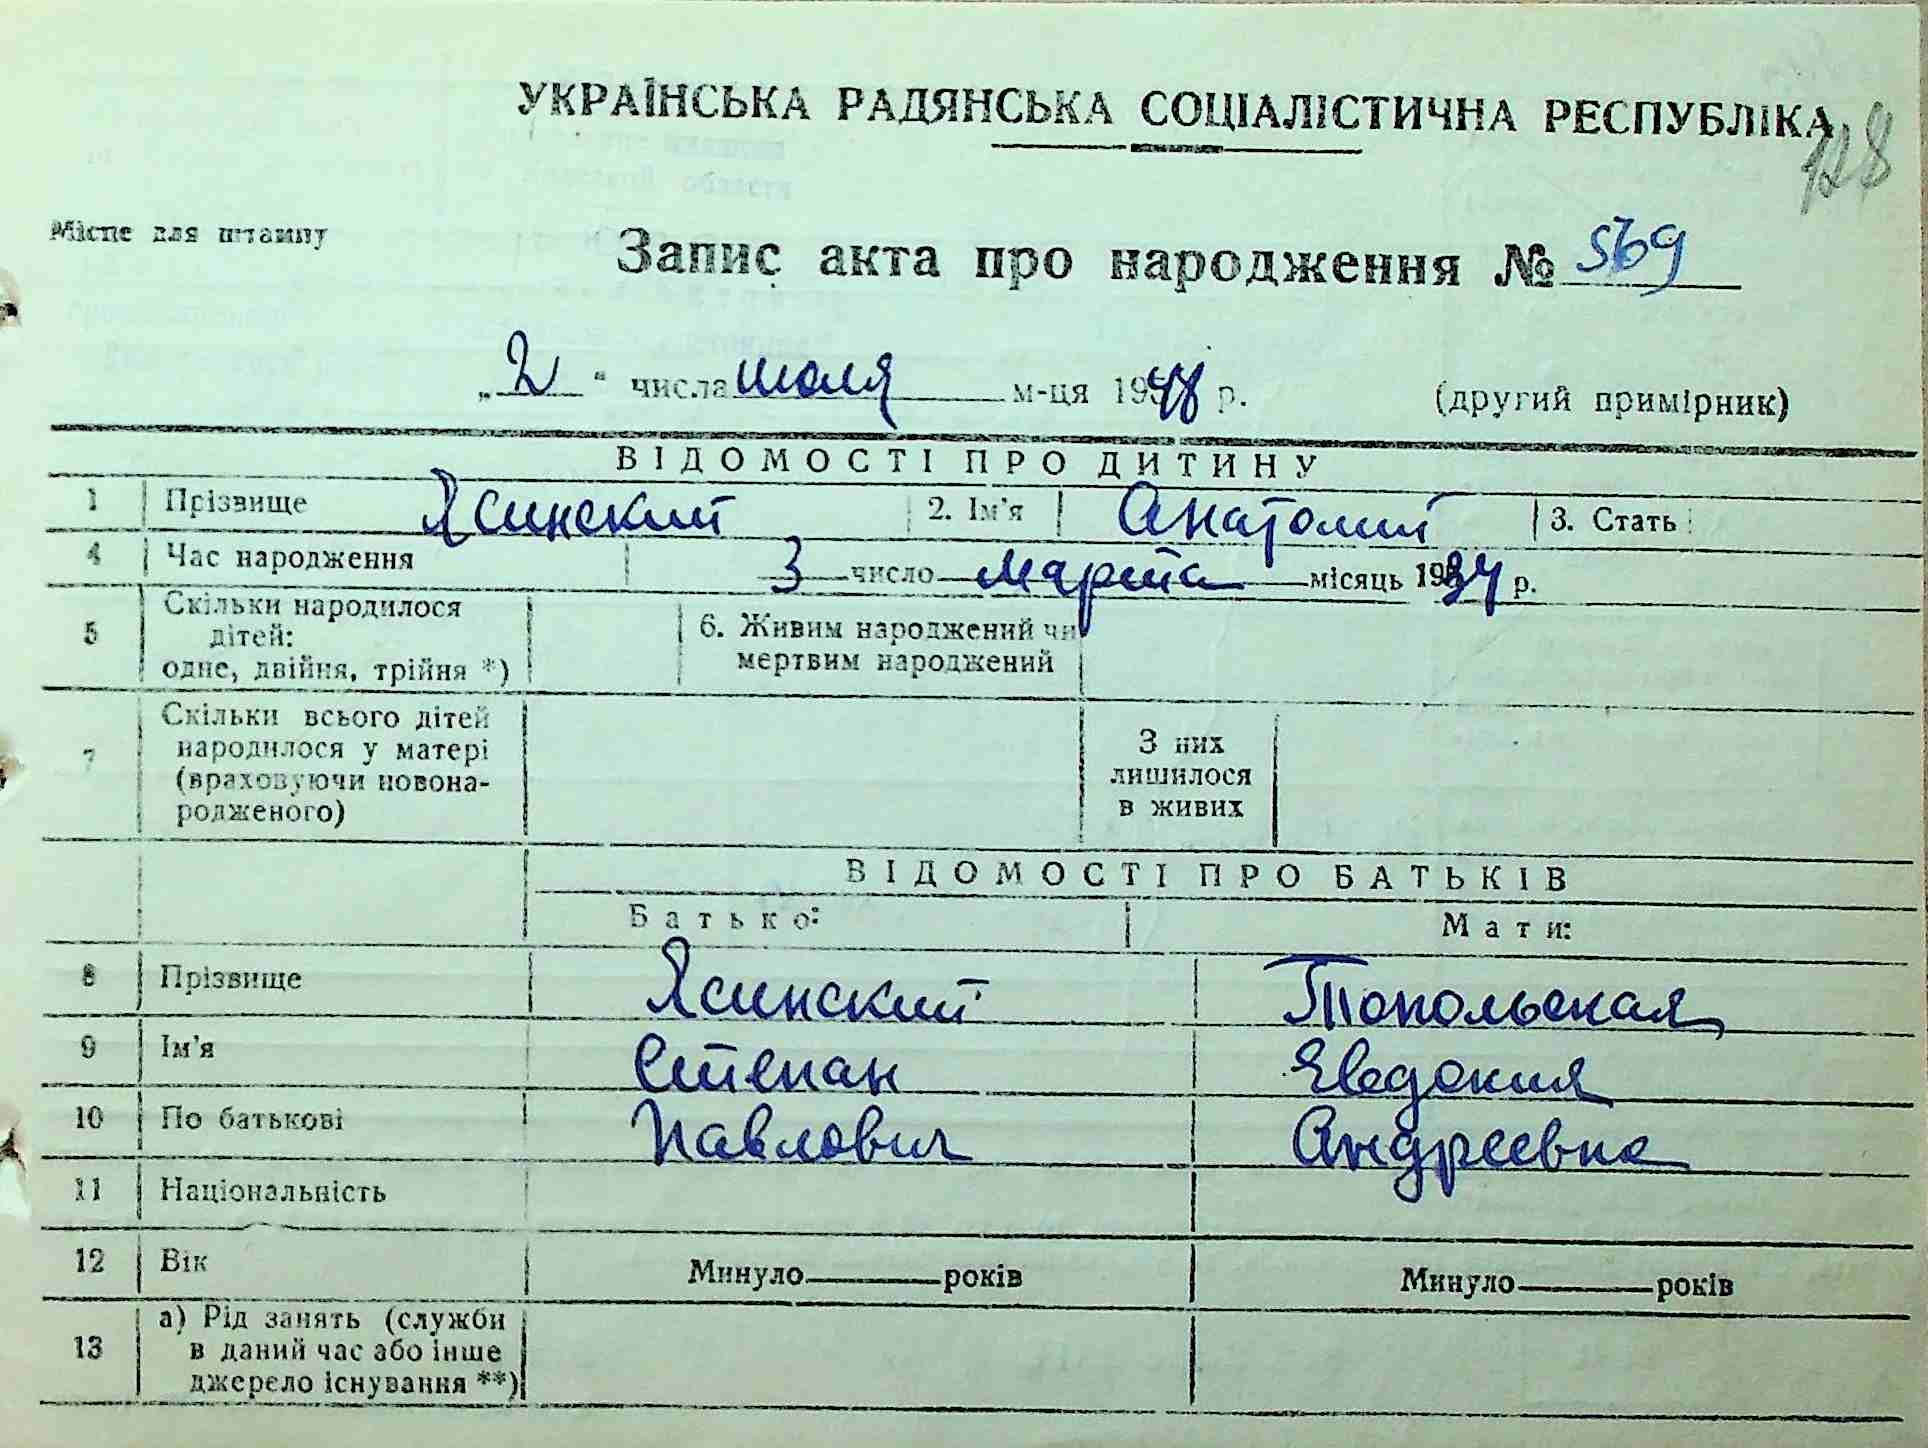 УКРАЇНСЬКА РАДЯНСЬКА СОЦІАЛІСТИЧНА РЕСПУБЛІКА
128
Місце для штампу
Запис акта про народження № 569
„2“ числа июля м-ця 1948 р. (другий примірник)
ВІДОМОСТІ ПРО ДИТИНУ
1 Прізвище Ясинский 2. Ім'я Анатолий 3. Стать
4 Час народження 3 число марта місяць 1934 р.
5 Скільки народилося дітей: одне, двійня, трійня *) 6. Живим народжений чи мертвим народжений
7 Скільки всього дітей народилося у матері (враховуючи новона-родженого) З них лишилося в живих
ВІДОМОСТІ ПРО БАТЬКІВ
Батько: Мати:
8 Прізвище Ясинский Топольская
9 Ім'я Степан Евдокия
10 По батькові Павлович Андреевна
11 Національність
12 Вік Минуло років Минуло років
13 а) Рід занять (служби в даний час або інше джерело існування **)